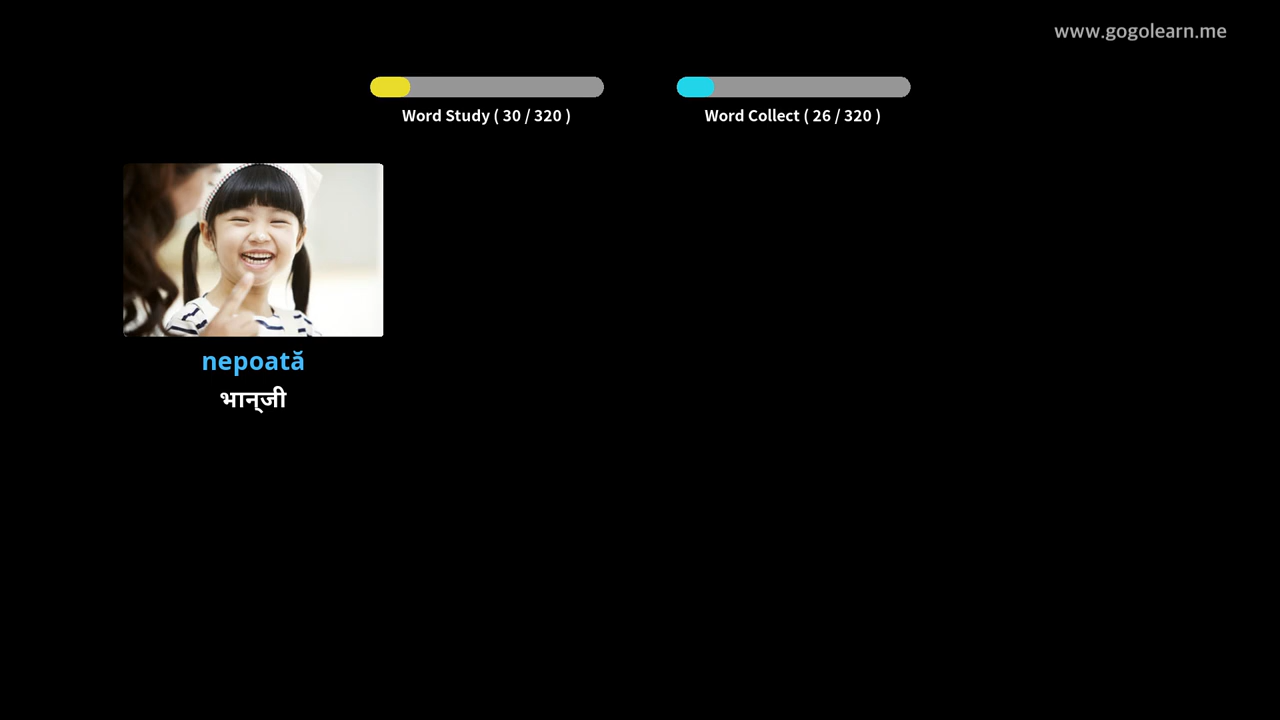 www.gogolearn.me
Word Study ( 30 / 320 )
Word Collect ( 26 / 320 )
nepoată
भान्‌जी